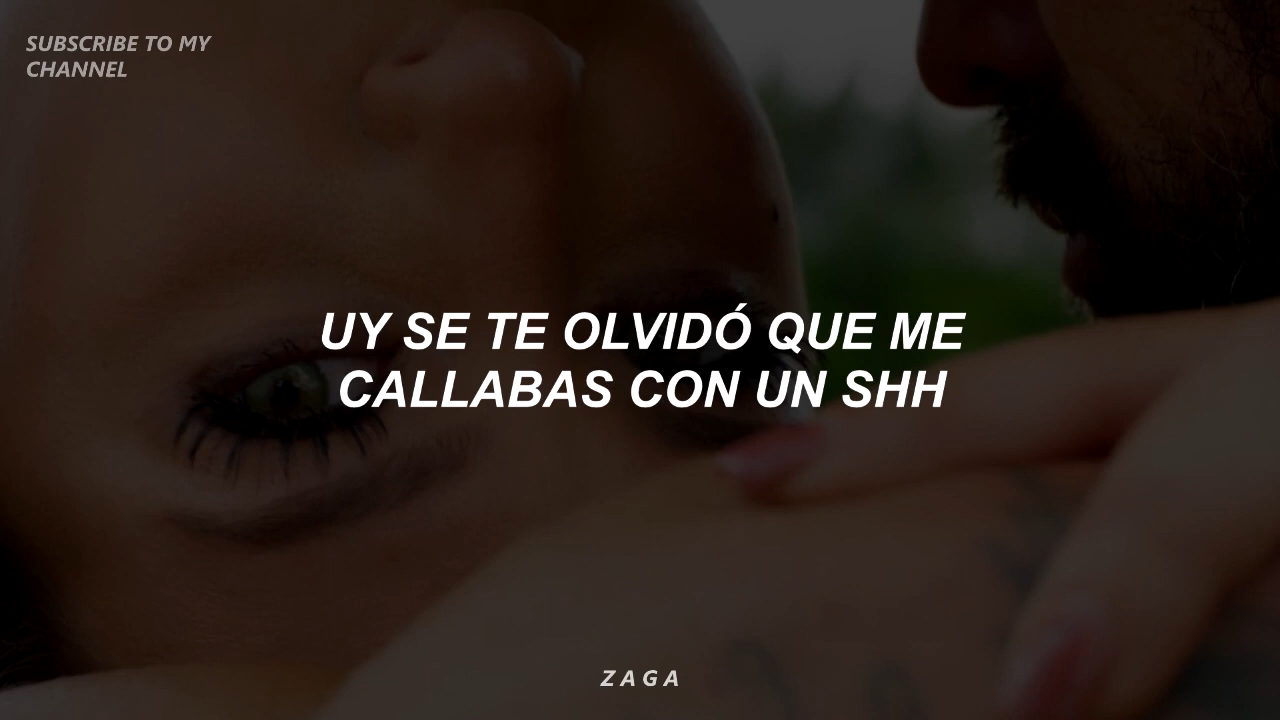 SUBSCRIBE TO MY
CHANNEL
UY SE TE OLVIDÓ QUE ME
CALLABAS CON UN SHH
ZAGA